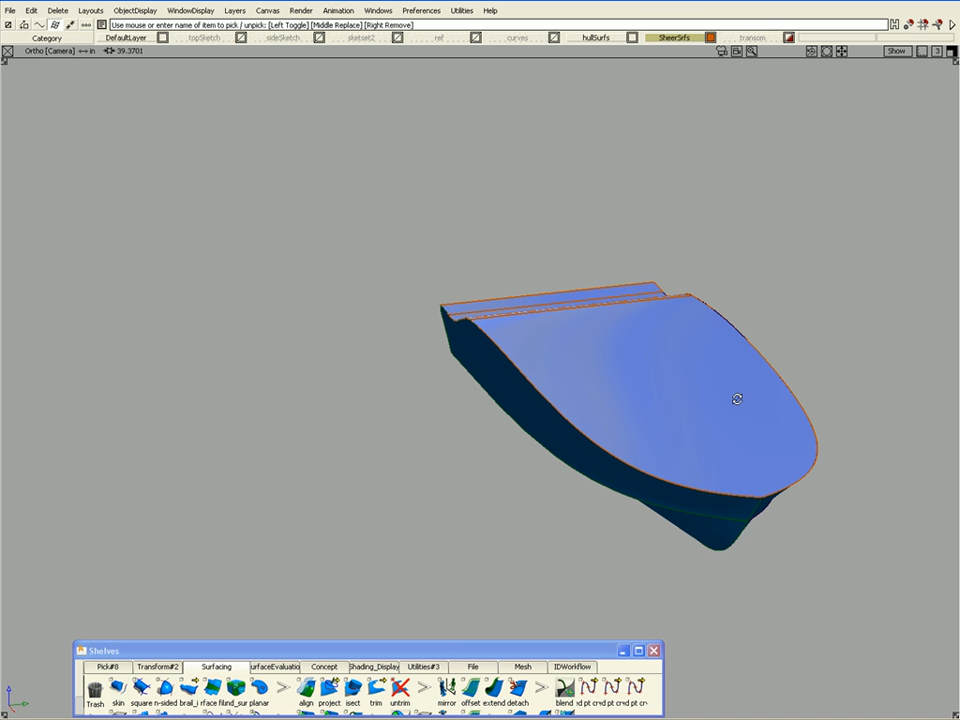 File Edit Delete Layouts ObjectDisplay WindowDisplay Layers Canvas Render Animation Windows Preferences Utilities Help
Use mouse or enter name of item to pick / unpick: [Left Toggle] [Middle Replace] [Right Remove]
Category DefaultLayer topSketch sideSketch sketset2 ref curves hullSurfs SheerSrfs transom
Ortho [Camera] in 39.3701 Show 3
Shelves
Pick#8 Transform#2 Surfacing urfaceEvaluatio Concept Shading_Display Utilities#3 File Mesh IDWorkflow
Trash skin square n-sided brail_i planar align project isect trim untrim mirror offset extend detach blend